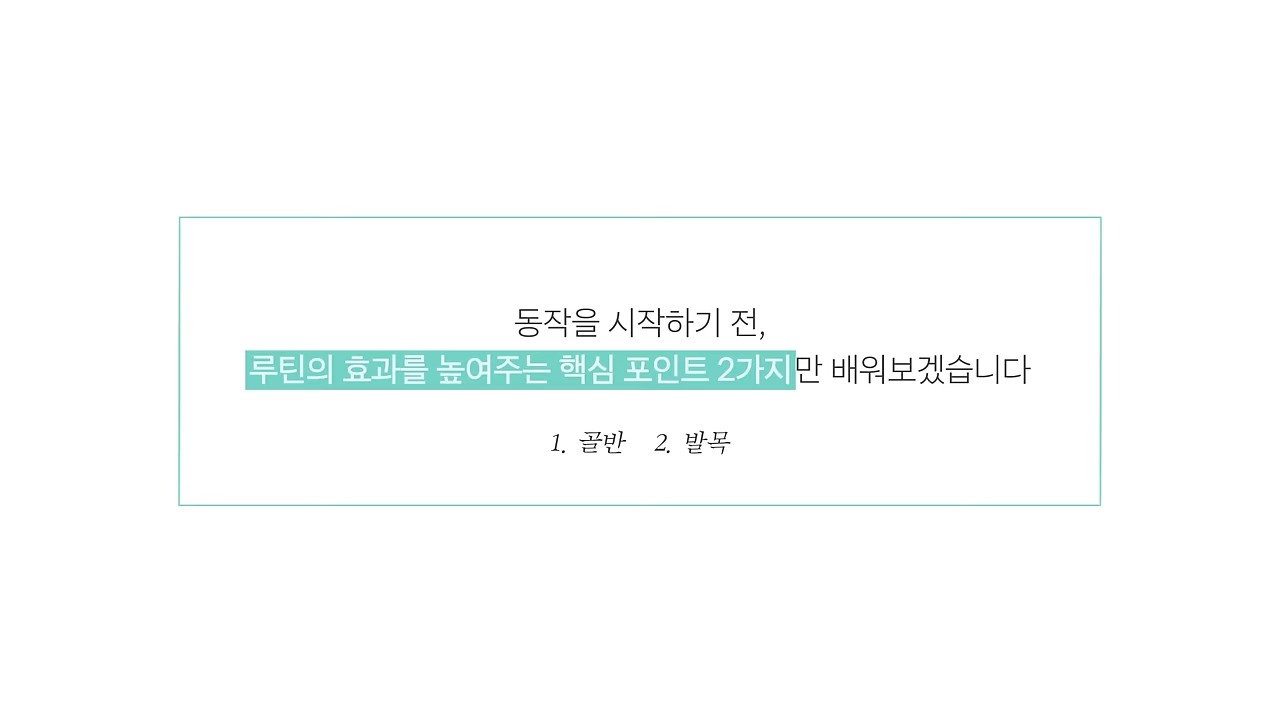 동작을 시작하기 전,
루틴의 효과를 높여주는 핵심 포인트 2가지만 배워보겠습니다
1. 골반 2. 발목